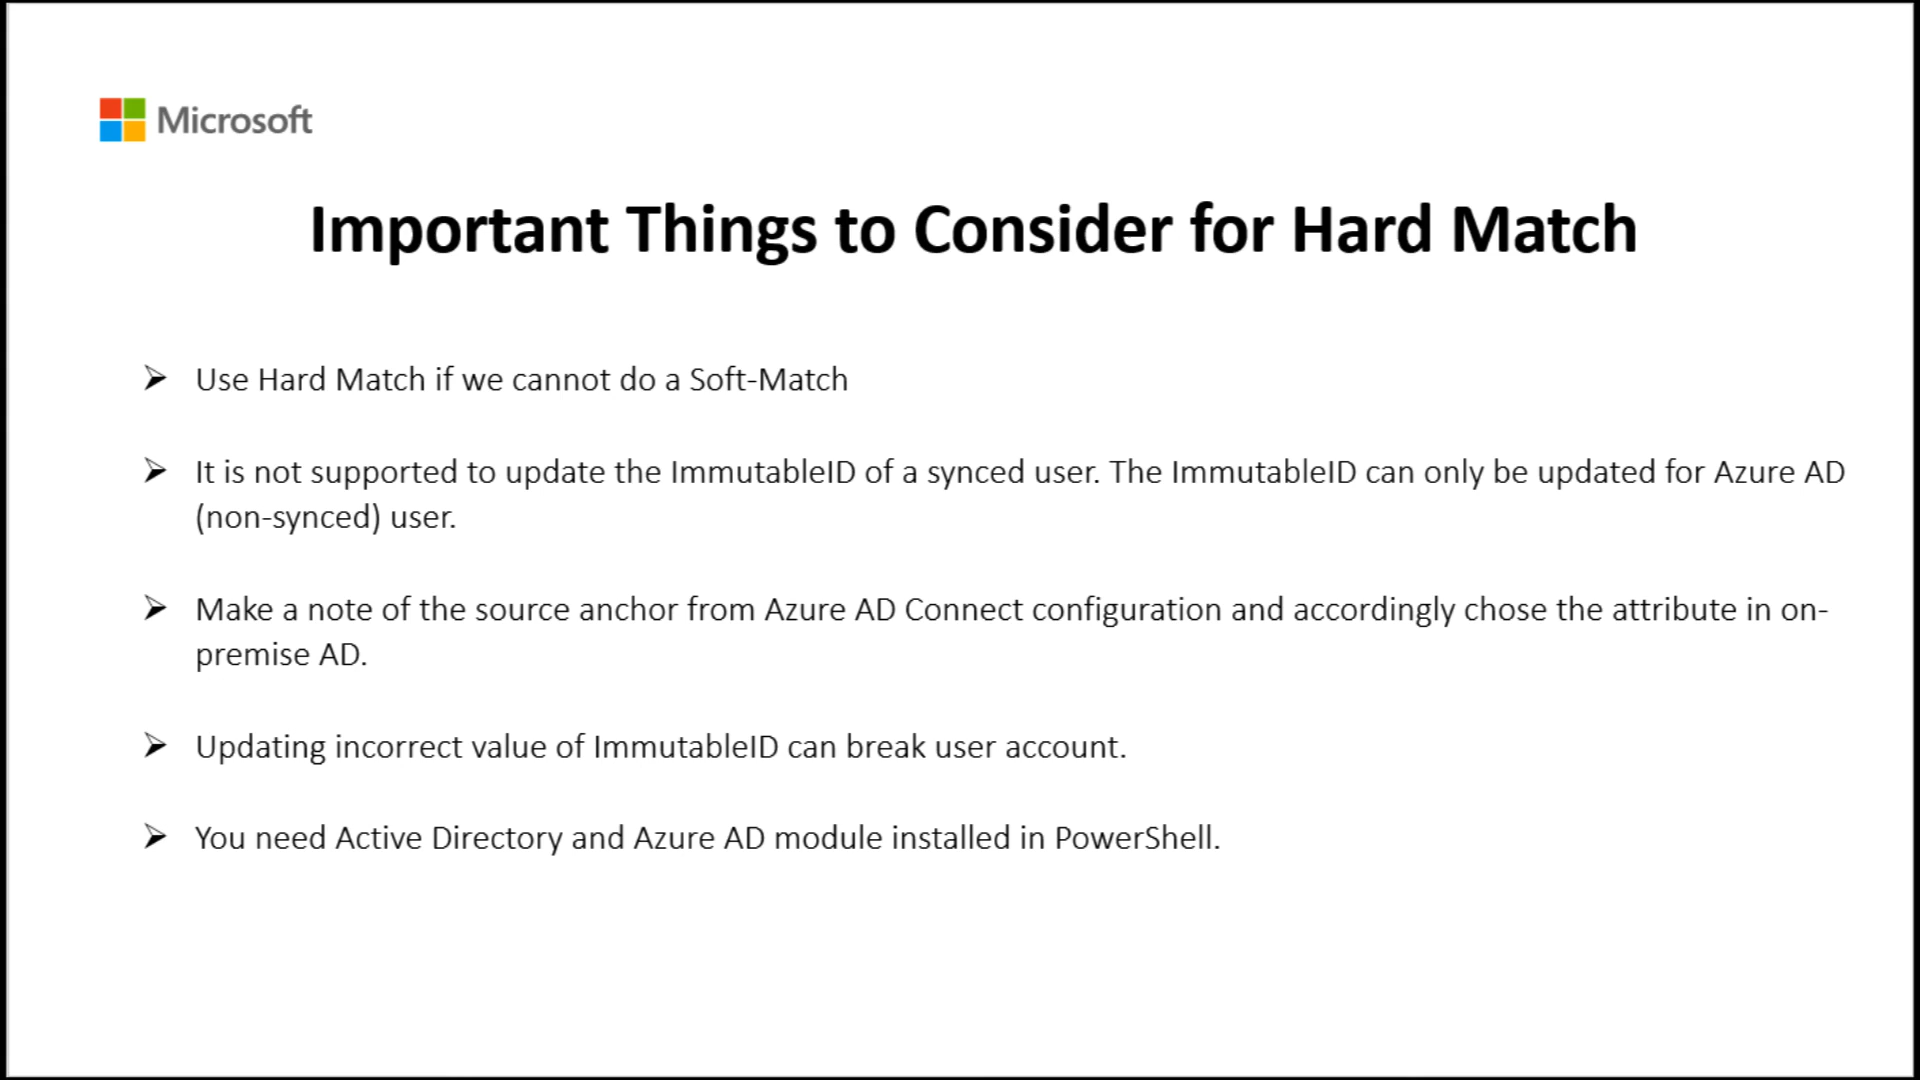 Microsoft
Important Things to Consider for Hard Match
➢ Use Hard Match if we cannot do a Soft-Match
➢ It is not supported to update the ImmutableID of a synced user. The ImmutableID can only be updated for Azure AD
(non-synced) user.
➢ Make a note of the source anchor from Azure AD Connect configuration and accordingly chose the attribute in on-
premise AD.
➢ Updating incorrect value of ImmutableID can break user account.
➢ You need Active Directory and Azure AD module installed in PowerShell.